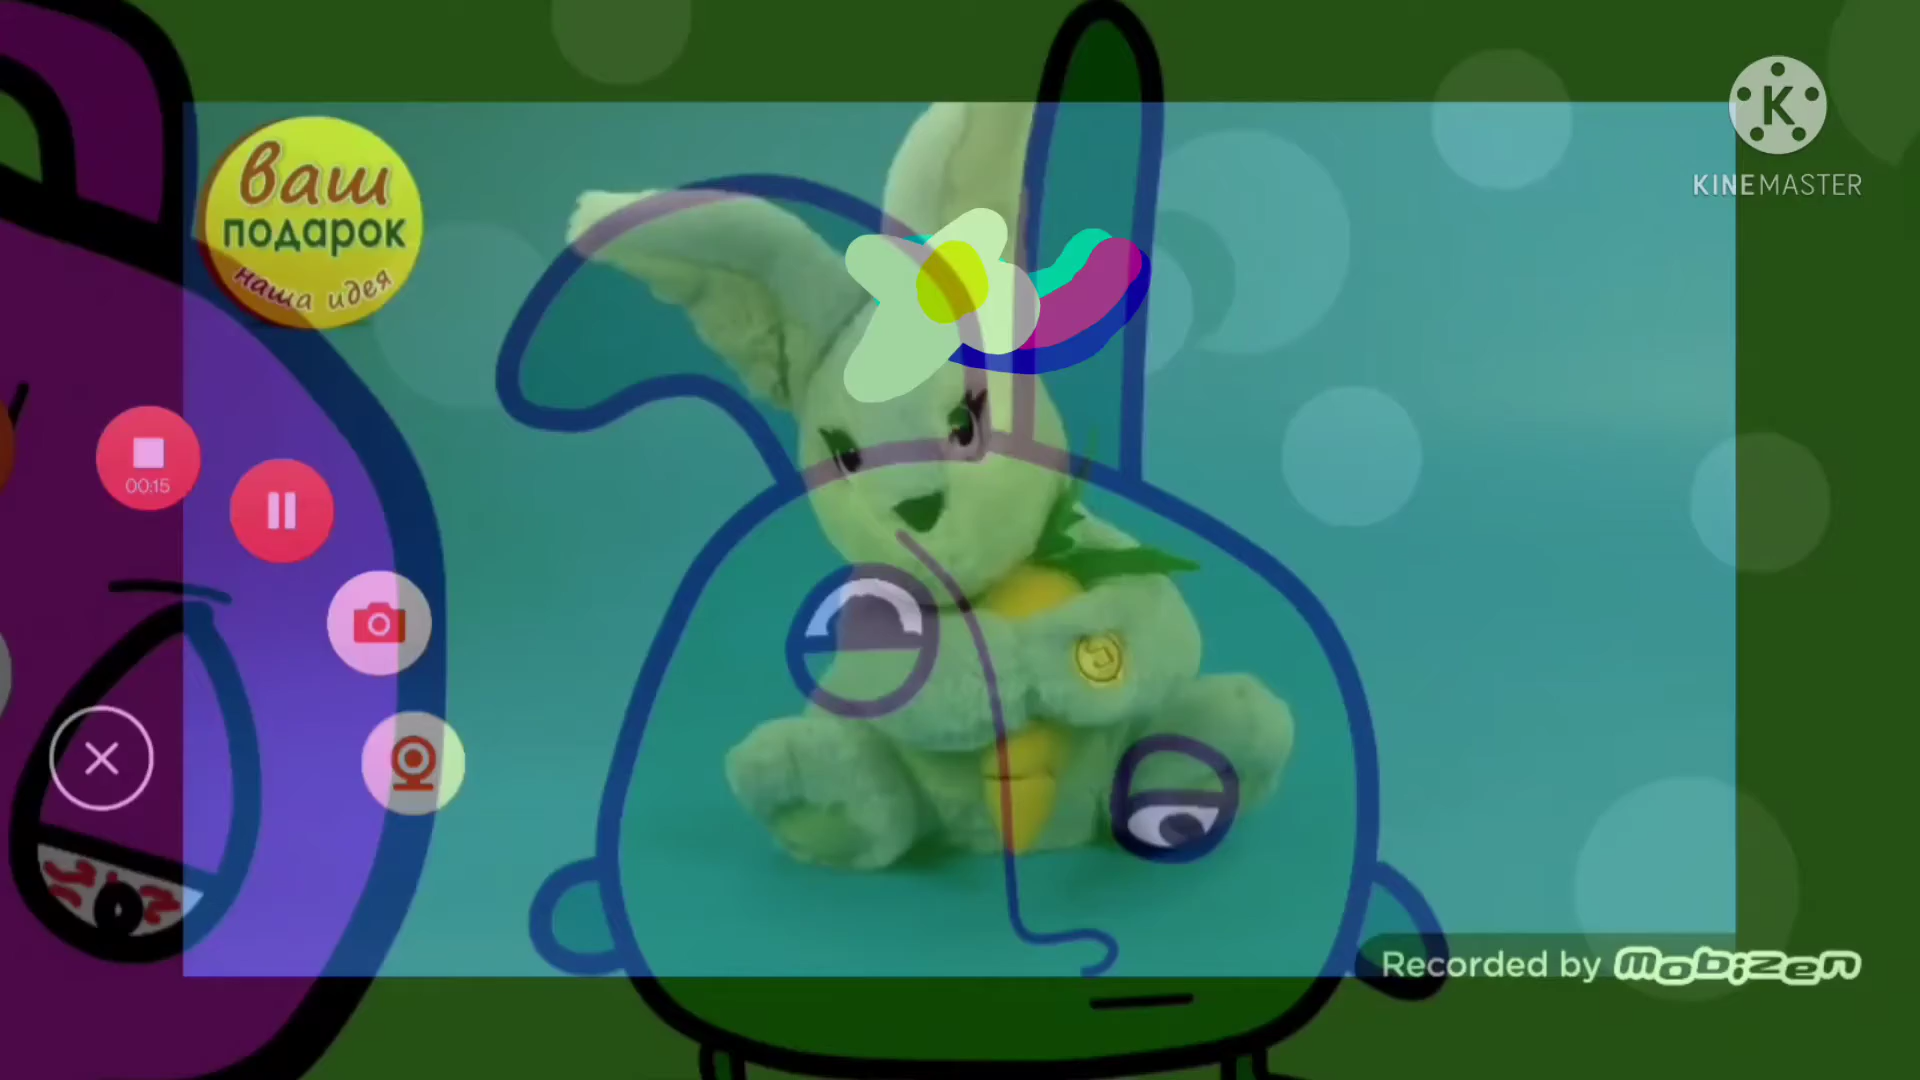 ваш
подарок
наша идея
K
KINEMASTER
00:15
Recorded by mobizen